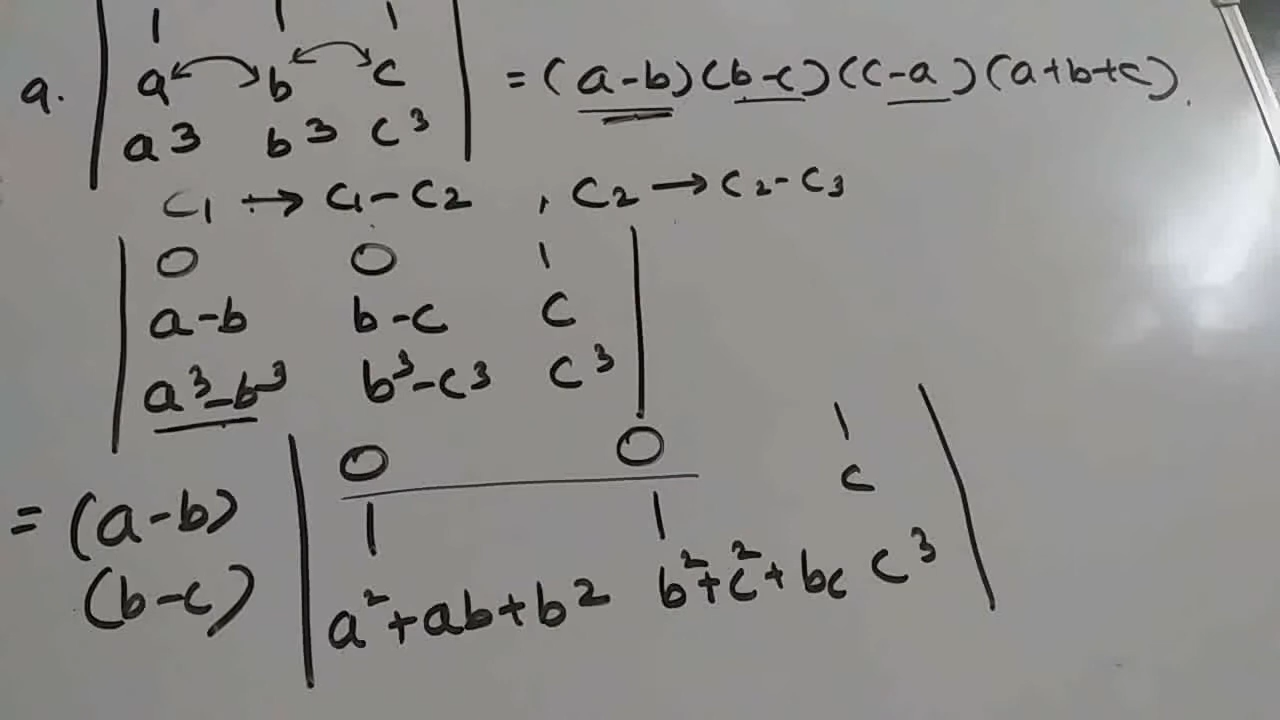 | 1 1 1 |
9. | a b c | = (a-b)(b-c)(c-a)(a+b+c).
| a3 b3 c3 |
C1 → C1-C2 , C2 → C2-C3
| 0 0 1 |
| a-b b-c c |
| a³-b³ b³-c³ c³ |
| 0 0 1 |
= (a-b) | 1 1 c |
(b-c) | a²+ab+b² b²+c²+bc c³ |